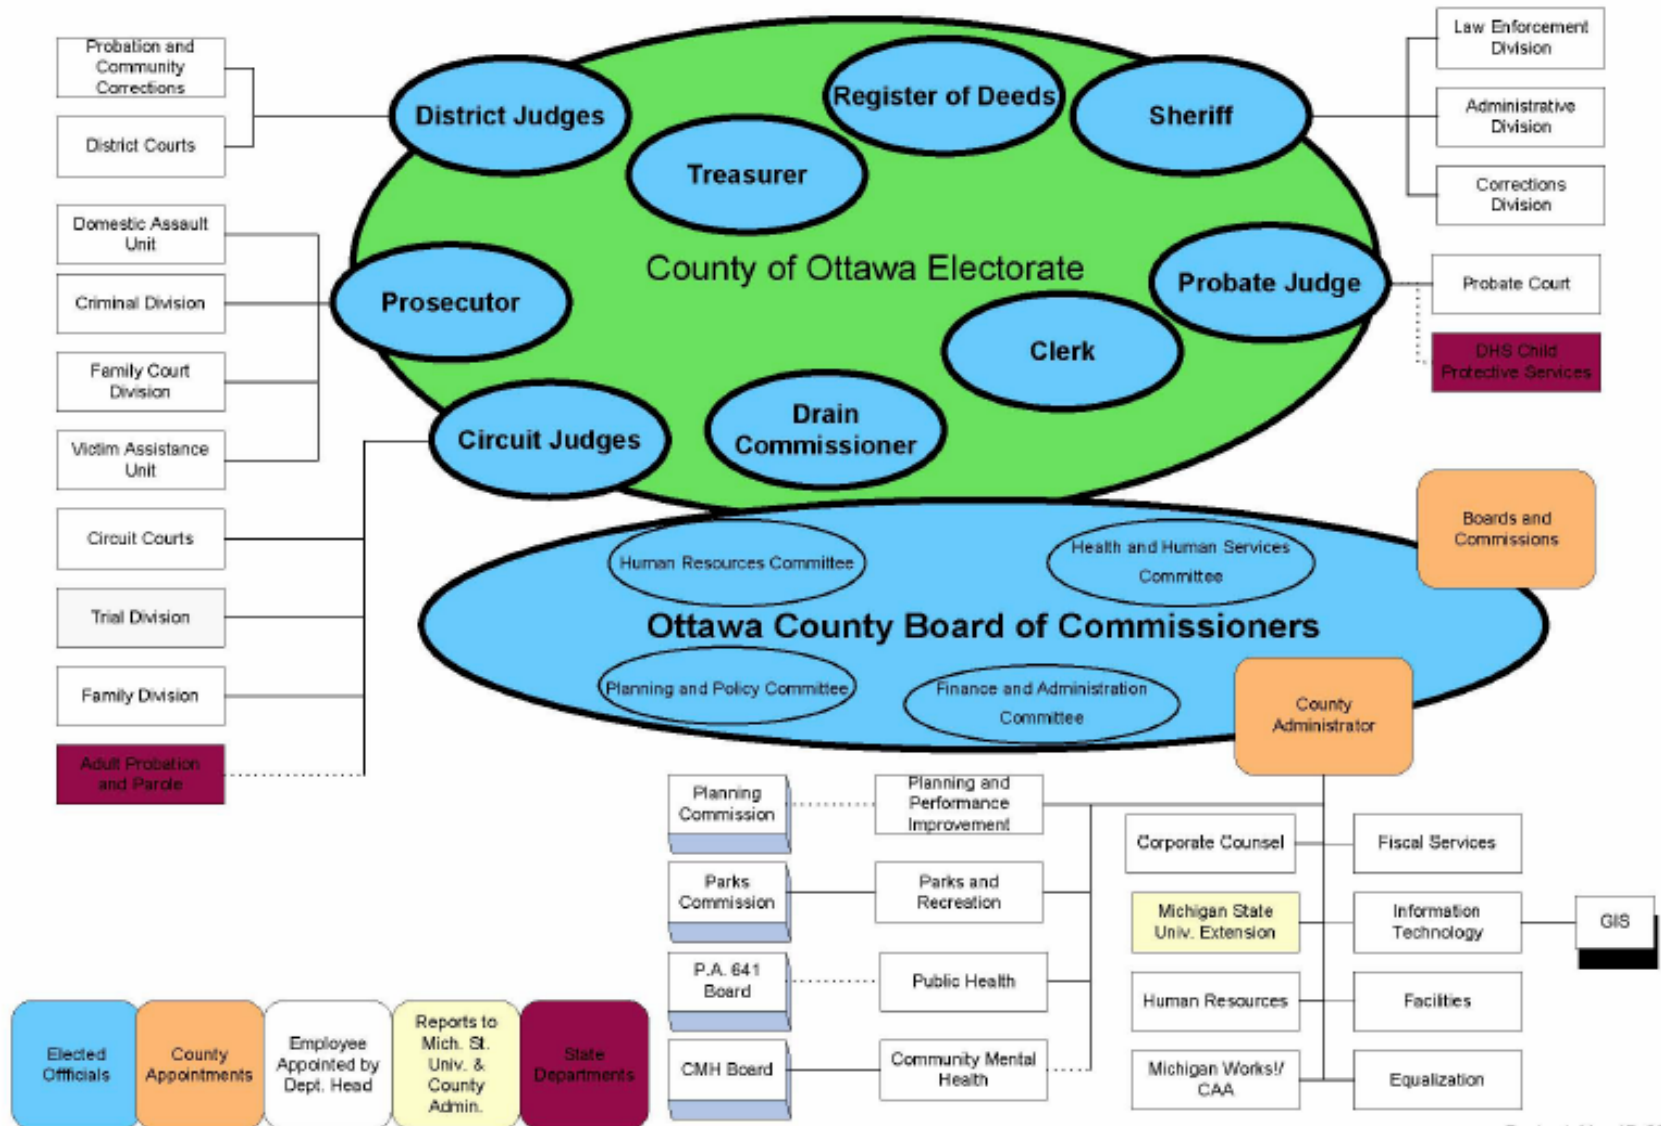 Probation and
Community
Corrections
District Courts
District Judges
Treasurer
Register of Deeds
Sheriff
Law Enforcement
Division
Administrative
Division
Corrections
Division
Domestic Assault
Unit
Criminal Division
Family Court
Division
Victim Assistance
Unit
Prosecutor
County of Ottawa Electorate
Probate Judge
Probate Court
DHS Child
Protective Services
Clerk
Drain
Commissioner
Circuit Judges
Circuit Courts
Trial Division
Family Division
Adult Probation
and Parole
Boards and
Commissions
Human Resources Committee
Health and Human Services
Committee
Ottawa County Board of Commissioners
Planning and Policy Committee
Finance and Administration
Committee
County
Administrator
Planning
Commission
Planning and
Performance
Improvement
Parks
Commission
Parks and
Recreation
P.A. 641
Board
Public Health
CMH Board
Community Mental
Health
Corporate Counsel
Fiscal Services
Michigan State
Univ. Extension
Information
Technology
GIS
Human Resources
Facilities
Michigan Works!/
CAA
Equalization
Elected
Offficials
County
Appointments
Employee
Appointed by
Dept. Head
Reports to
Mich. St.
Univ. &
County
Admin.
State
Departments